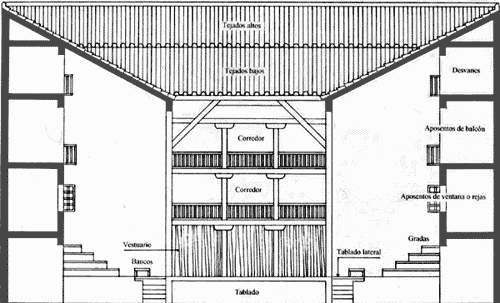 Tejados altos
Tejados bajos
Desvanes
Corredor
Aposentos de balcón
Corredor
Aposentos de ventana o rejas
Vestuario
Gradas
Tablado lateral
Bancos
Tablado